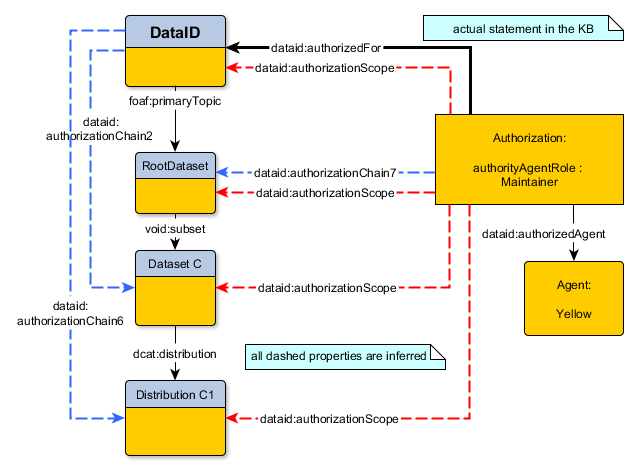 DataID
dataid:authorizedFor
actual statement in the KB
dataid:authorizationScope
foaf:primaryTopic
dataid:
authorizationChain2
Authorization:
authorityAgentRole :
Maintainer
RootDataset
dataid:authorizationChain7
dataid:authorizationScope
void:subset
dataid:authorizedAgent
Dataset C
dataid:authorizationScope
Agent:
Yellow
dataid:
authorizationChain6
dcat:distribution
all dashed properties are inferred
Distribution C1
dataid:authorizationScope